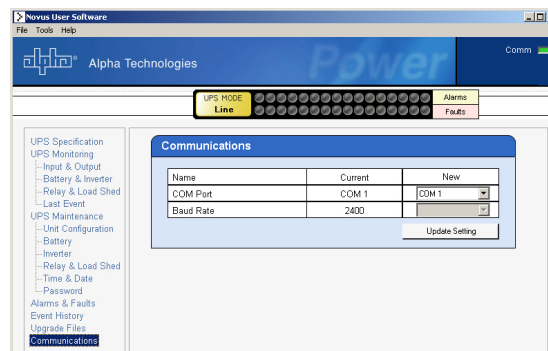 Novus User Software
File Tools Help
alpha® Alpha Technologies
Power
Comm
UPS MODE
Line
Alarms
Faults
UPS Specification
UPS Monitoring
Input & Output
Battery & Inverter
Relay & Load Shed
Last Event
UPS Maintenance
Unit Configuration
Battery
Inverter
Relay & Load Shed
Time & Date
Password
Alarms & Faults
Event History
Upgrade Files
Communications
Communications
Name Current New
COM Port COM 1 COM 1
Baud Rate 2400
Update Setting